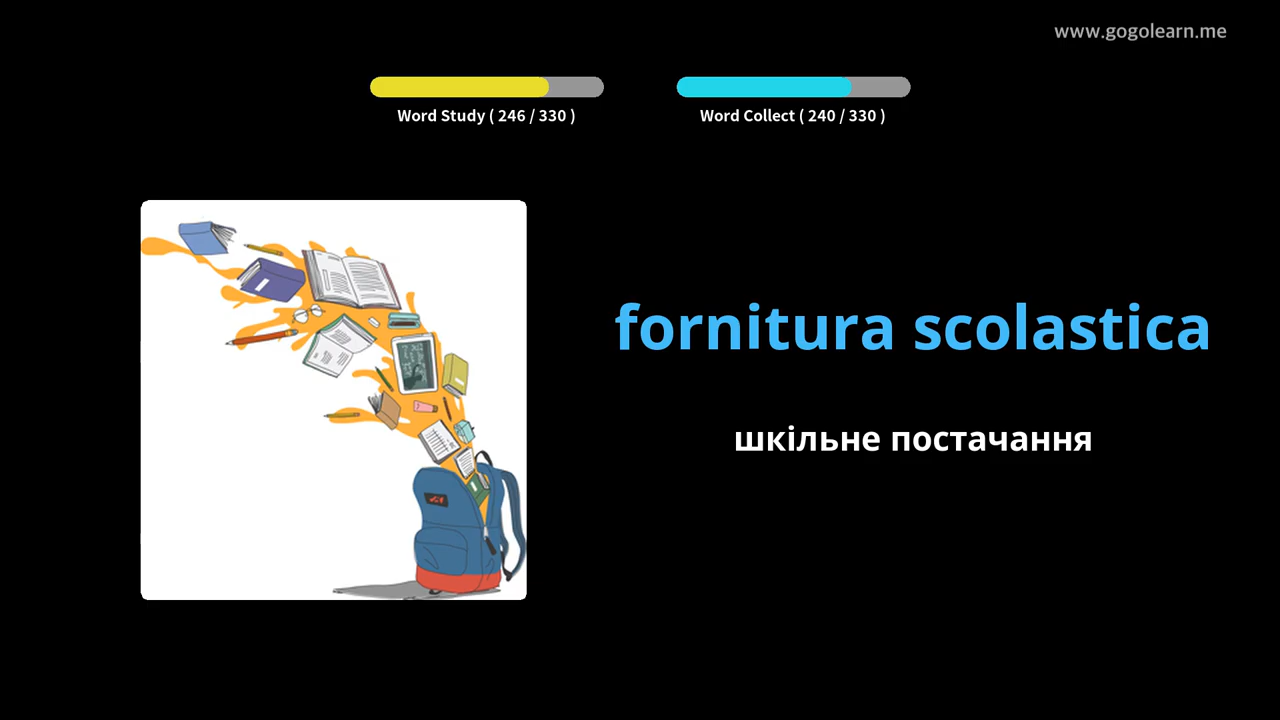 www.gogolearn.me
Word Study ( 246 / 330 )
Word Collect ( 240 / 330 )
fornitura scolastica
шкільне постачання